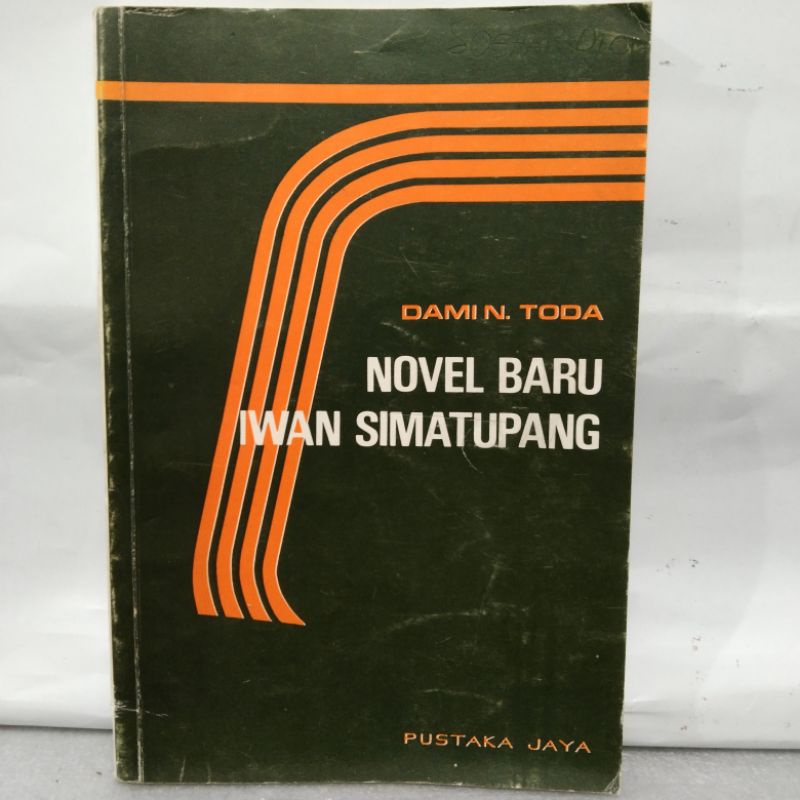 DAMI N. TODA
NOVEL BARU
IWAN SIMATUPANG
PUSTAKA JAYA